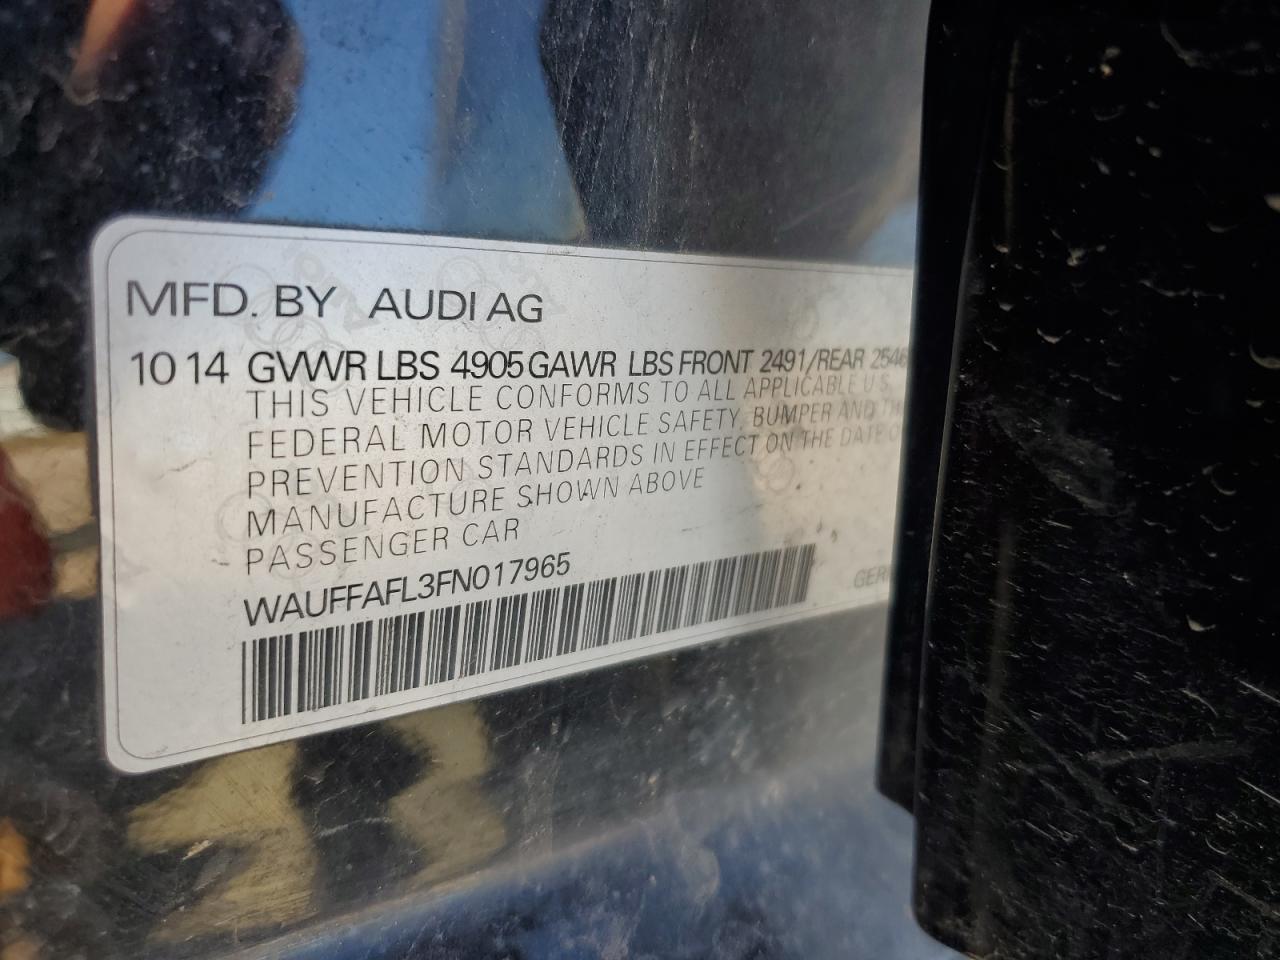 MFD. BY AUDI AG
10 14 GVWR LBS 4905 GAWR LBS FRONT 2491/REAR 2546
THIS VEHICLE CONFORMS TO ALL APPLICABLE U.S.
FEDERAL MOTOR VEHICLE SAFETY, BUMPER AND
PREVENTION STANDARDS IN EFFECT ON THE DATE
MANUFACTURE SHOWN ABOVE
PASSENGER CAR
WAUFFAFL3FN017965